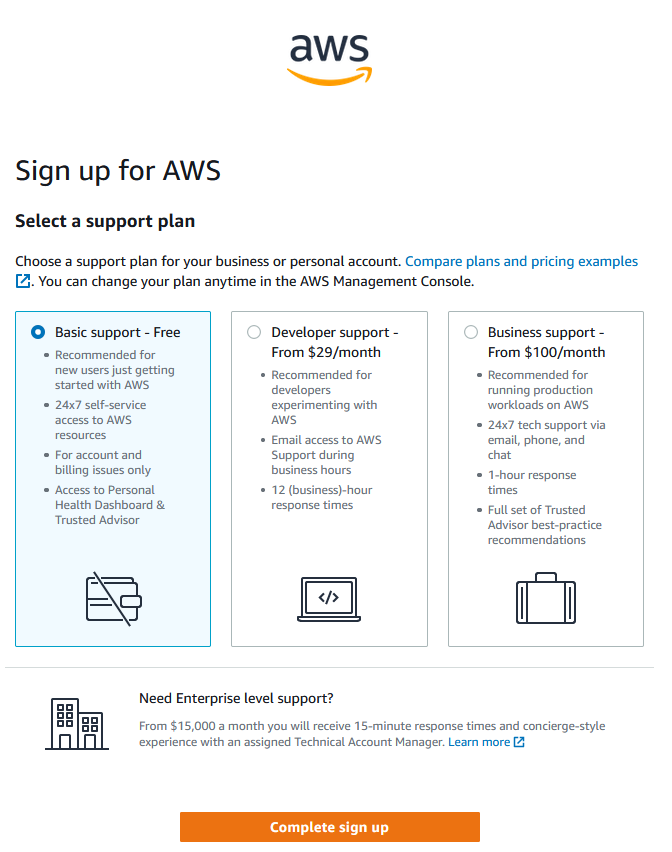 aws
Sign up for AWS
Select a support plan
Choose a support plan for your business or personal account. Compare plans and pricing examples
. You can change your plan anytime in the AWS Management Console.
Basic support - Free
• Recommended for
new users just getting
started with AWS
• 24x7 self-service
access to AWS
resources
• For account and
billing issues only
• Access to Personal
Health Dashboard &
Trusted Advisor
Developer support -
From $29/month
• Recommended for
developers
experimenting with
AWS
• Email access to AWS
Support during
business hours
• 12 (business)-hour
response times
</>
Business support -
From $100/month
• Recommended for
running production
workloads on AWS
• 24x7 tech support via
email, phone, and
chat
• 1-hour response
times
• Full set of Trusted
Advisor best-practice
recommendations
Need Enterprise level support?
From $15,000 a month you will receive 15-minute response times and concierge-style
experience with an assigned Technical Account Manager. Learn more
Complete sign up